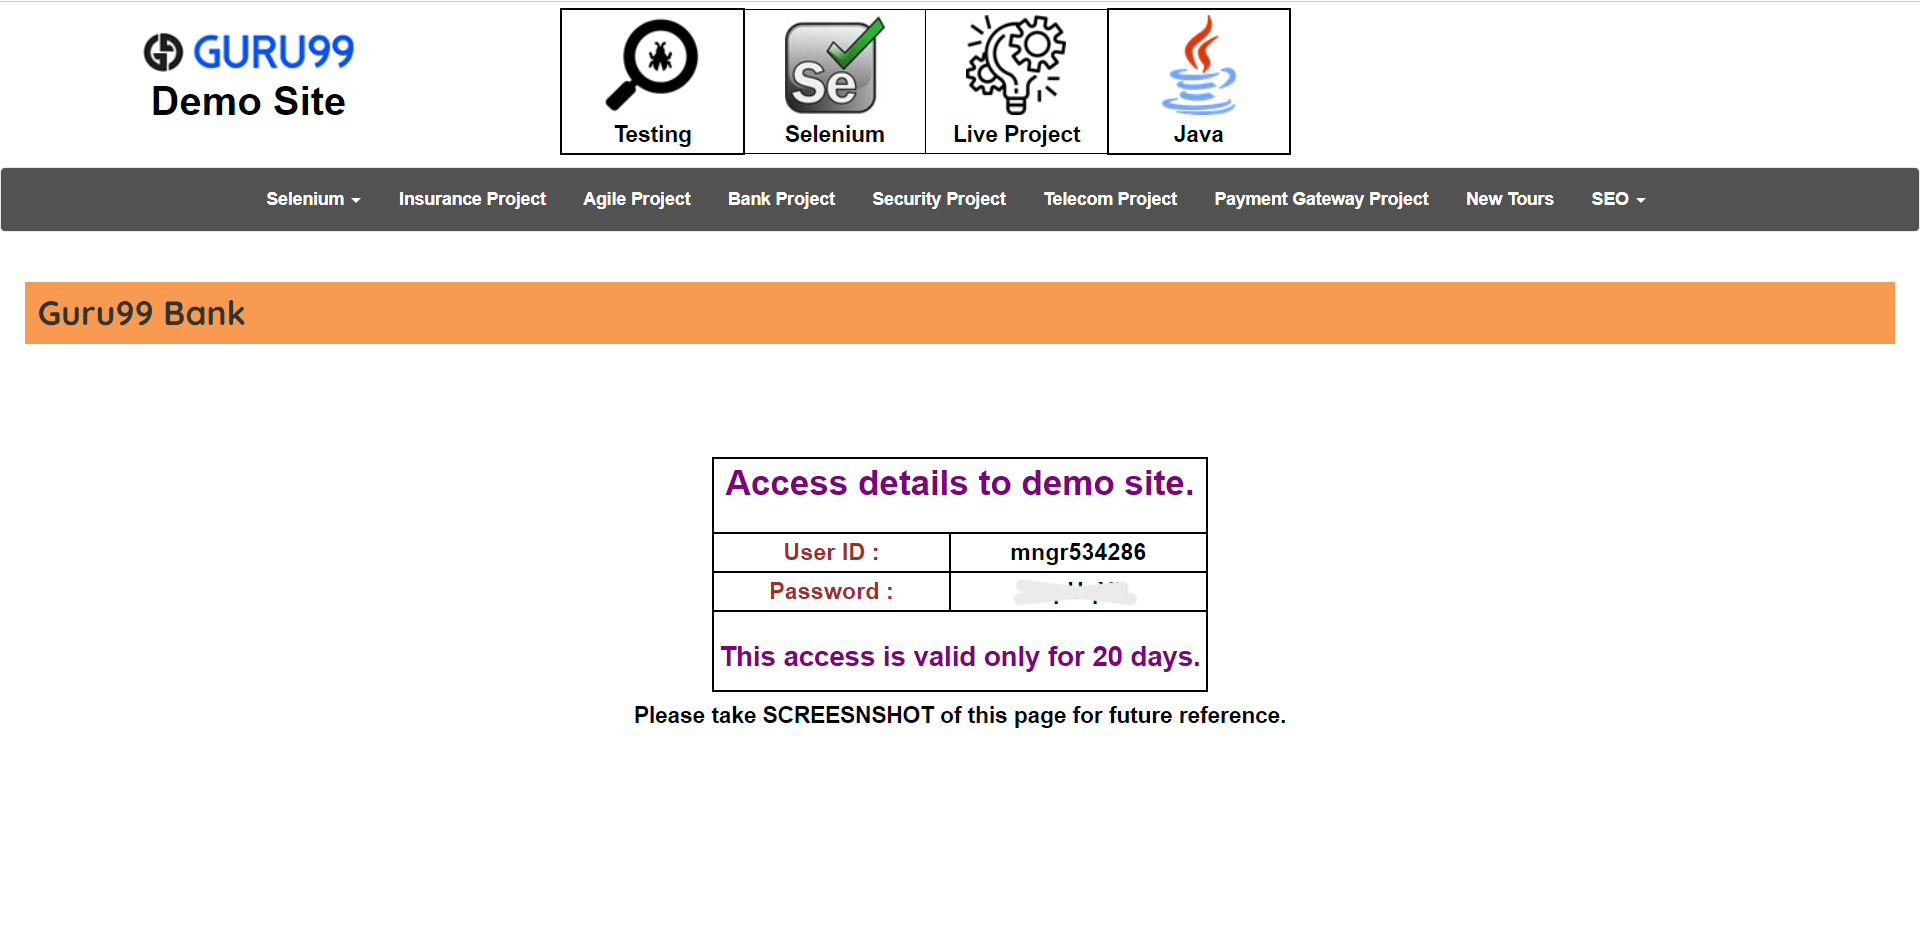 GURU99
Demo Site
Testing
Selenium
Live Project
Java
Selenium
Insurance Project
Agile Project
Bank Project
Security Project
Telecom Project
Payment Gateway Project
New Tours
SEO
Guru99 Bank
Access details to demo site.
User ID : mngr534286
Password :
This access is valid only for 20 days.
Please take SCREESNSHOT of this page for future reference.